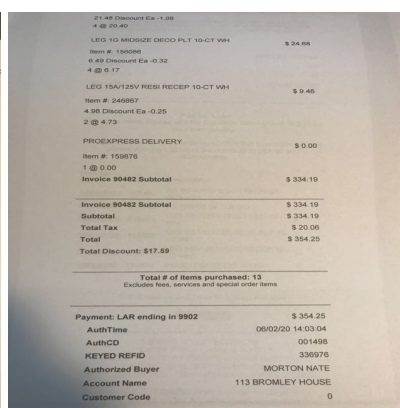 21.48 Discount Ea -1.08
4 @ 20.40
LEG 1G MIDSIZE DECO PLT 10-CT WH $ 24.68
Item #: 156086
6.49 Discount Ea -0.32
4 @ 6.17
LEG 15A/125V RESI RECEP 10-CT WH $ 9.46
Item #: 246867
4.98 Discount Ea -0.25
2 @ 4.73
PROEXPRESS DELIVERY $ 0.00
Item #: 159876
1 @ 0.00
Invoice 90482 Subtotal $ 334.19
Invoice 90482 Subtotal $ 334.19
Subtotal $ 334.19
Total Tax $ 20.06
Total $ 354.25
Total Discount: $17.59
Total # of Items purchased: 13
Excludes fees, services and special order items
Payment: LAR ending in 9902 $ 354.25
AuthTime 06/02/20 14:03:04
AuthCD 001498
KEYED REFID 336976
Authorized Buyer MORTON NATE
Account Name 113 BROMLEY HOUSE
Customer Code 0